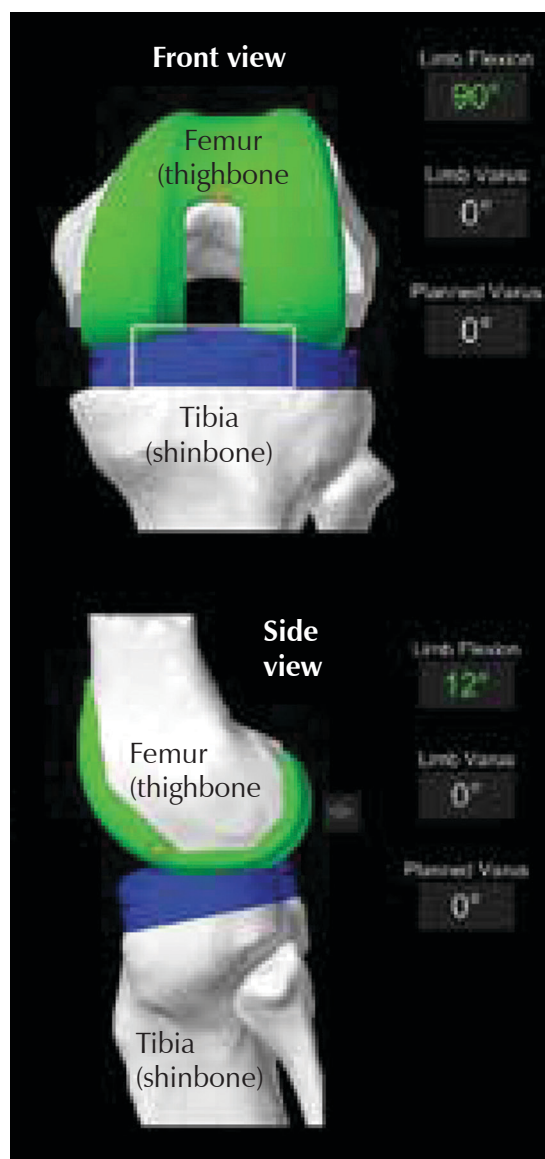 Front view
Limb Flexion
90°
Femur
(thighbone
Limb Varus
0°
Planned Varus
0°
Tibia
(shinbone)
Side
view
Limb Flexion
12°
Femur
(thighbone
Limb Varus
0°
Planned Varus
0°
Tibia
(shinbone)